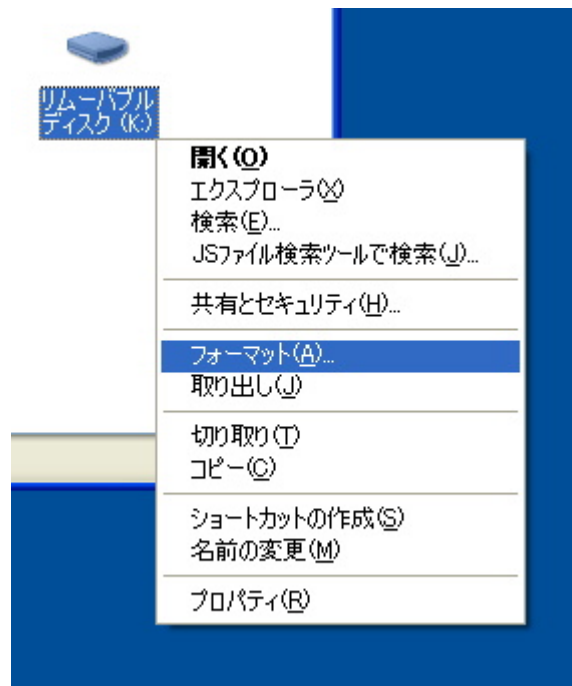 リムーバブル
ディスク (K:)
開く(O)
エクスプローラ(X)
検索(E)...
JSファイル検索ツールで検索(J)...
共有とセキュリティ(H)...
フォーマット(A)...
取り出し(J)
切り取り(T)
コピー(C)
ショートカットの作成(S)
名前の変更(M)
プロパティ(R)